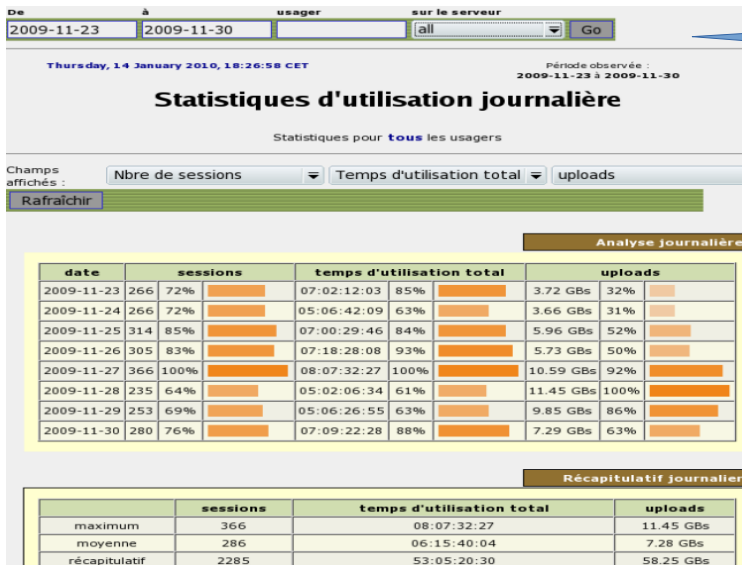 De à usager sur le serveur
2009-11-23 2009-11-30 all Go
Thursday, 14 January 2010, 18:26:58 CET Période observée :
2009-11-23 à 2009-11-30
Statistiques d'utilisation journalière
Statistiques pour tous les usagers
Champs affichés : Nbre de sessions Temps d'utilisation total uploads
Rafraîchir
Analyse journalière
date sessions temps d'utilisation total uploads
2009-11-23 266 72% 07:02:12:03 85% 3.72 GBs 32%
2009-11-24 266 72% 05:06:42:09 63% 3.66 GBs 31%
2009-11-25 314 85% 07:00:29:46 84% 5.96 GBs 52%
2009-11-26 305 83% 07:18:28:08 93% 5.73 GBs 50%
2009-11-27 366 100% 08:07:32:27 100% 10.59 GBs 92%
2009-11-28 235 64% 05:02:06:34 61% 11.45 GBs 100%
2009-11-29 253 69% 05:06:26:55 63% 9.85 GBs 86%
2009-11-30 280 76% 07:09:22:28 88% 7.29 GBs 63%
Récapitulatif journalier
sessions temps d'utilisation total uploads
maximum 366 08:07:32:27 11.45 GBs
moyenne 286 06:15:40:04 7.28 GBs
récapitulatif 2285 53:05:20:30 58.25 GBs